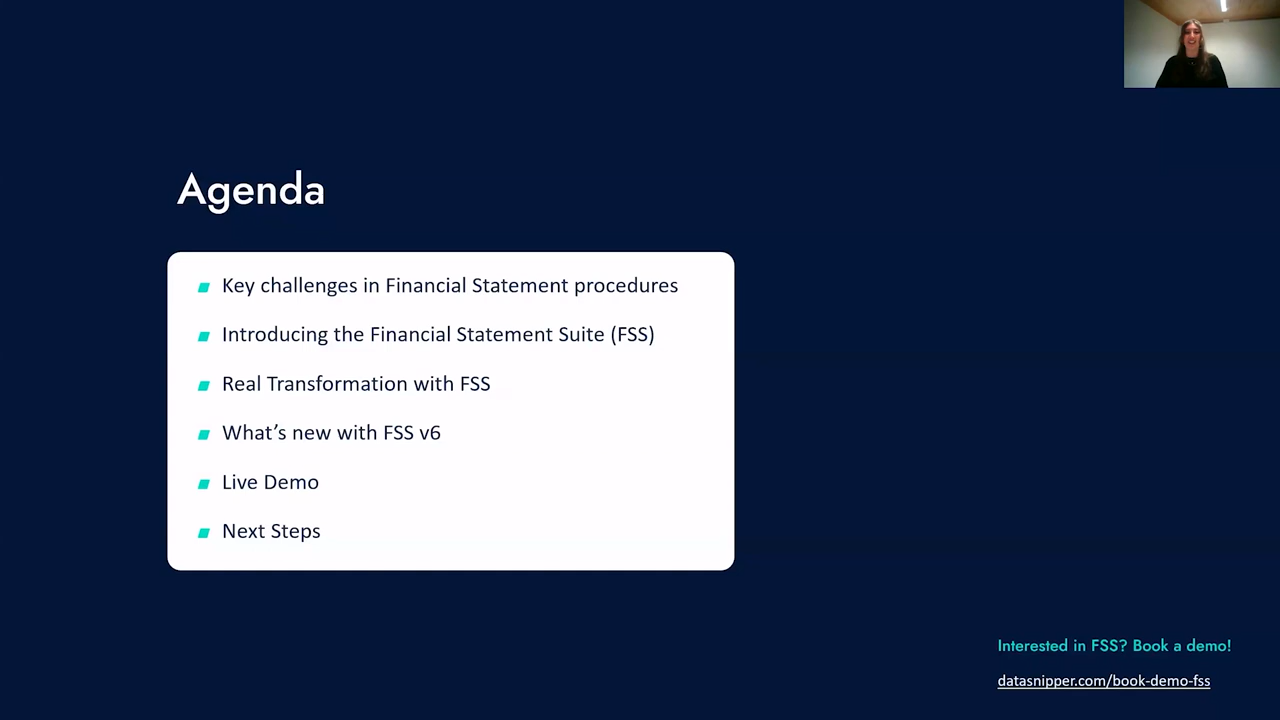 Agenda
Key challenges in Financial Statement procedures
Introducing the Financial Statement Suite (FSS)
Real Transformation with FSS
What’s new with FSS v6
Live Demo
Next Steps
Interested in FSS? Book a demo!
datasnipper.com/book-demo-fss